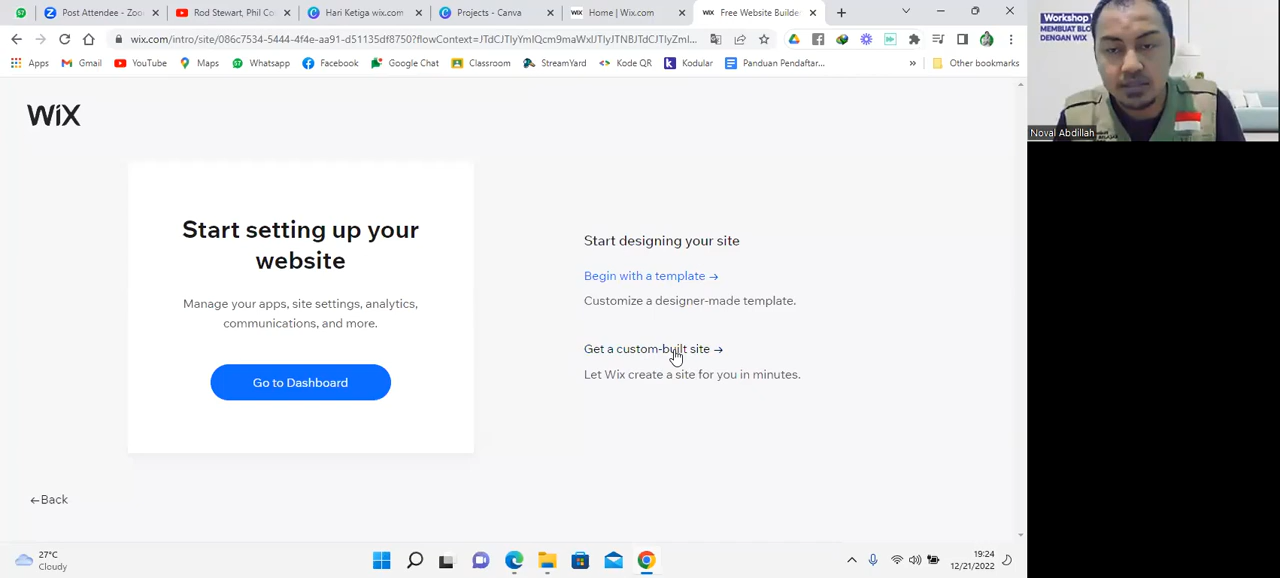 Post Attendee - Zoo
Rod Stewart, Phil Co
Hari Ketiga wix.com
Projects - Canva
WiX
Home | Wix.com
WiX
Free Website Builde
wix.com/intro/site/086c7534-5444-4f4e-aa91-
Apps
Gmail
YouTube
Maps
Whatsapp
Facebook
Google Chat
Classroom
StreamYard
Kode QR
Kodular
Panduan Pendaftar...
»
Other bookmarks
Workshop
MEMBUAT BLO
DENGAN WIX
Noval Abdillah
WiX
Start setting up your
website
Manage your apps, site settings, analytics,
communications, and more.
Go to Dashboard
Start designing your site
Begin with a template →
Customize a designer-made template.
Get a custom-built site →
Let Wix create a site for you in minutes.
←Back
27°C
Cloudy
19:24
12/21/2022